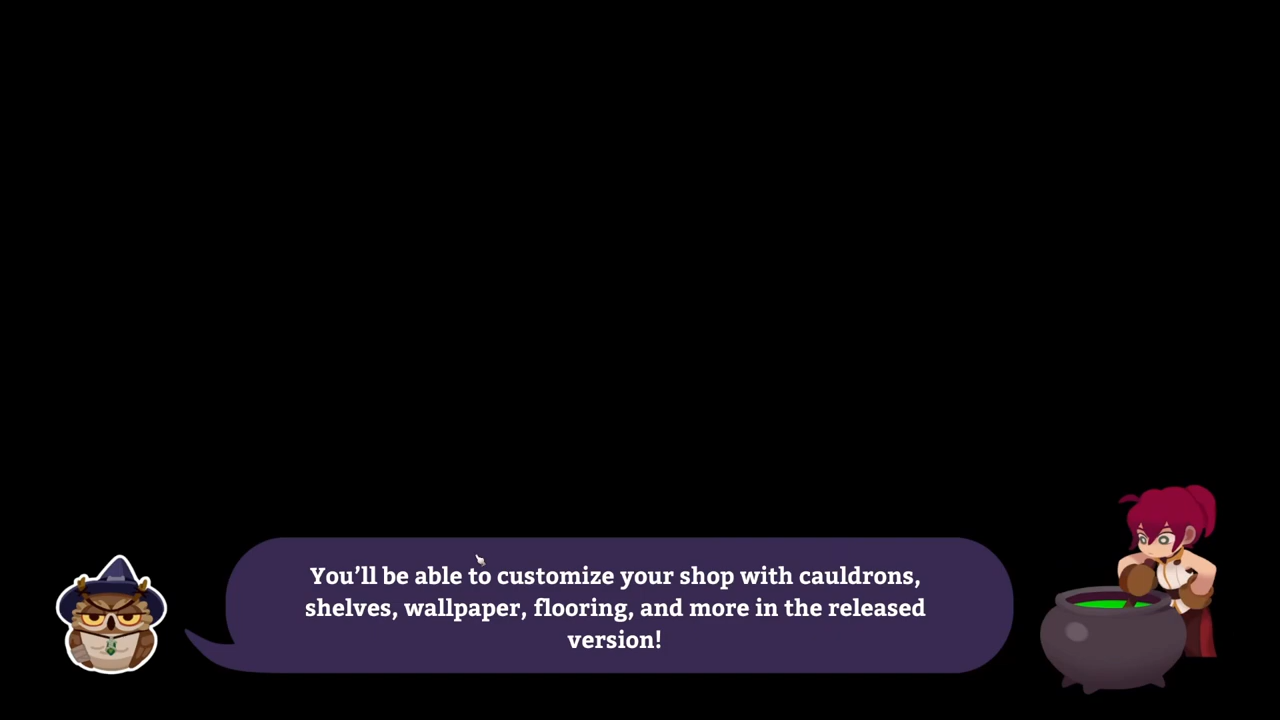 You’ll be able to customize your shop with cauldrons,
shelves, wallpaper, flooring, and more in the released
version!